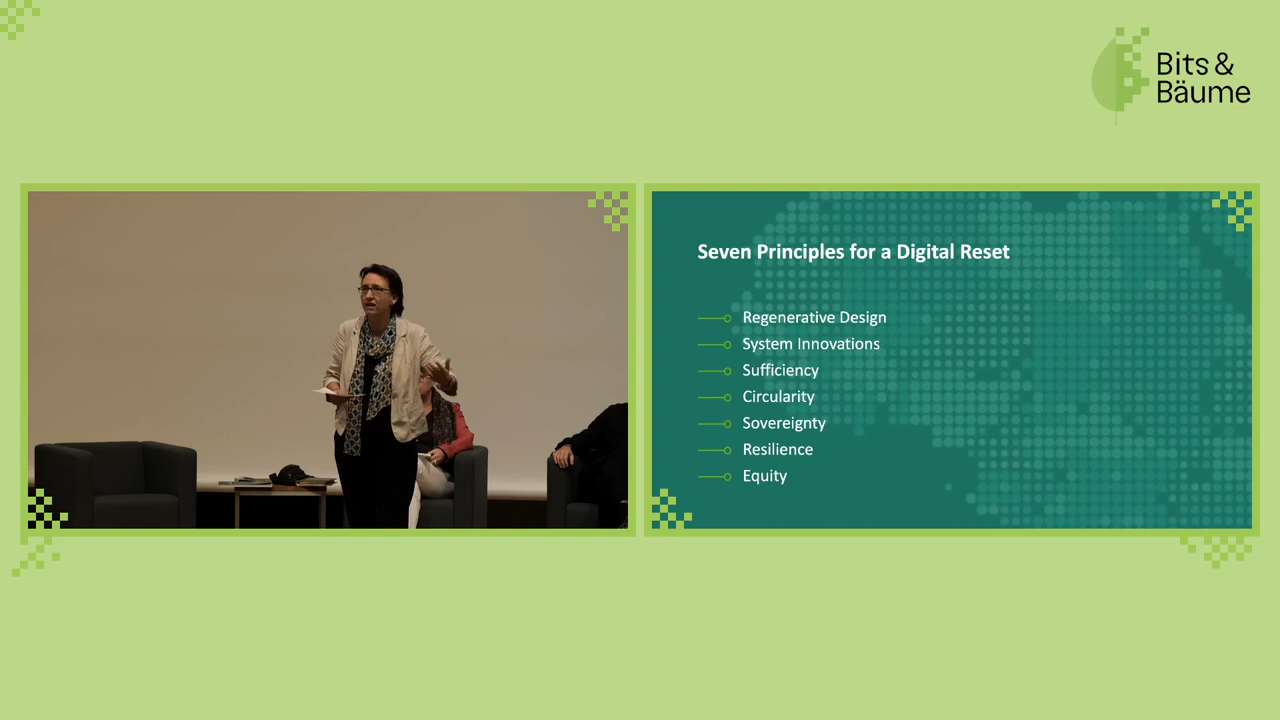 Bits &
Bäume
Seven Principles for a Digital Reset
Regenerative Design
System Innovations
Sufficiency
Circularity
Sovereignty
Resilience
Equity